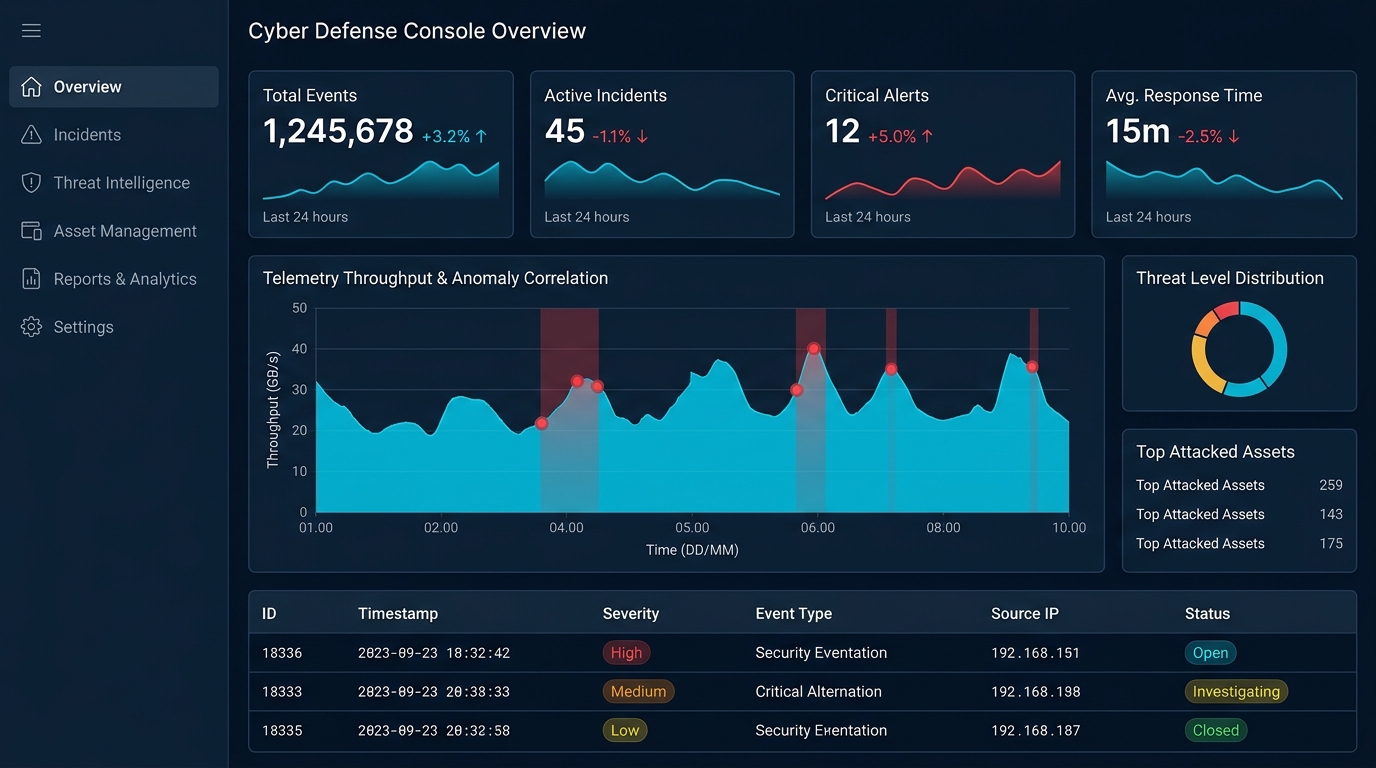 Cyber Defense Console Overview
Overview
Incidents
Threat Intelligence
Asset Management
Reports & Analytics
Settings
Total Events
1,245,678 +3.2% ↑
Last 24 hours
Active Incidents
45 -1.1% ↓
Last 24 hours
Critical Alerts
12 +5.0% ↑
Last 24 hours
Avg. Response Time
15m -2.5% ↓
Last 24 hours
Telemetry Throughput & Anomaly Correlation
Throughput (GB/s)
50
40
30
20
10
0
01.00 02:00 04.00 05.00 06:00 08:00 10.00
Time (DD/MM)
Threat Level Distribution
Top Attacked Assets
Top Attacked Assets 259
Top Attacked Assets 143
Top Attacked Assets 175
ID Timestamp Severity Event Type Source IP Status
18336 2023-09-23 18:32:42 High Security Eventation 192.168.151 Open
18333 2023-09-23 20:38:33 Medium Critical Alternation 192.168.198 Investigating
18335 2023-09-23 20:32:58 Low Security 192.168.187 Closed